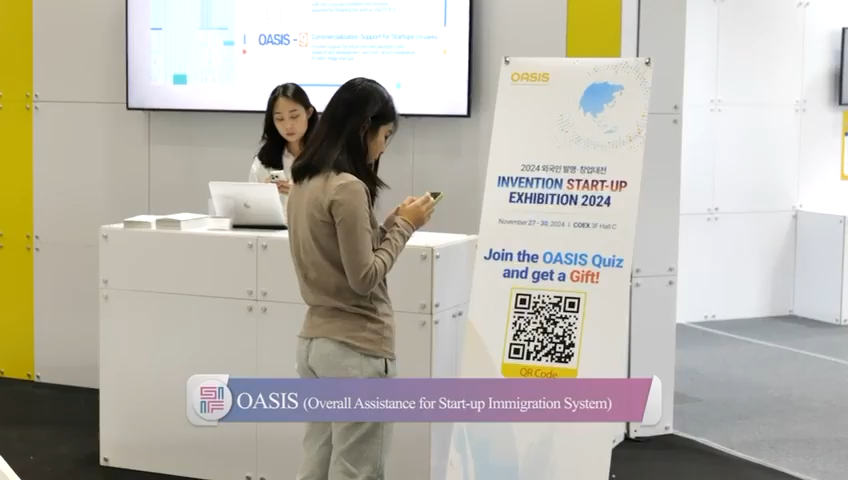 OASIS - 9
Commercialization Support for Startups
OASIS
2024 외국인 발명·창업대전
INVENTION START-UP
EXHIBITION 2024
November 27 - 30, 2024 | COEX 3F Hall C
Join the OASIS Quiz
and get a Gift!
QR Code
OASIS (Overall Assistance for Start-up Immigration System)